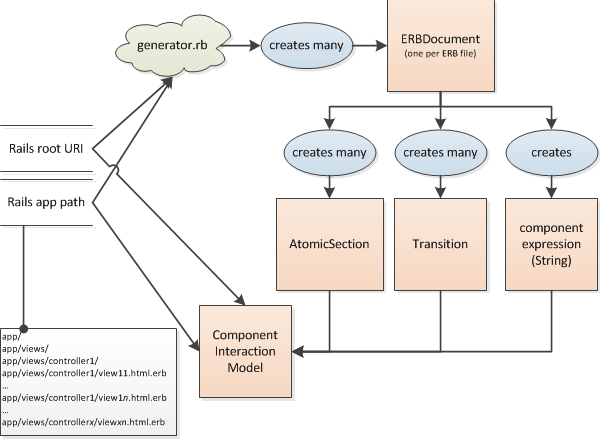 generator.rb
creates many
ERBDocument
(one per ERB file)
Rails root URI
creates many
creates many
creates
Rails app path
AtomicSection
Transition
component
expression
(String)
Component
Interaction
Model
app/
app/views/
app/views/controller1/
app/views/controller1/view11.html.erb
...
app/views/controller1/view1n.html.erb
...
app/views/controllerx/viewxn.html.erb